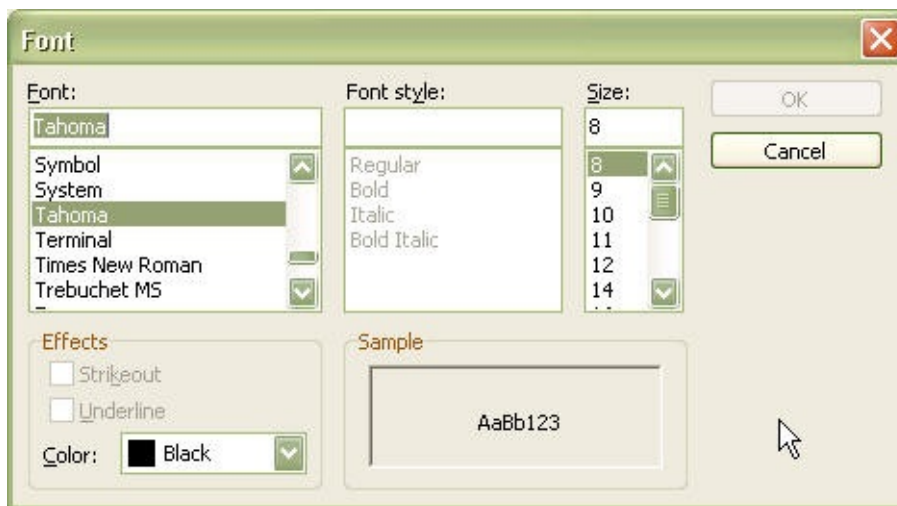 Font
Font:
Font style:
Size:
Tahoma
8
OK
Cancel
Symbol
System
Tahoma
Terminal
Times New Roman
Trebuchet MS
Regular
Bold
Italic
Bold Italic
8
9
10
11
12
14
Effects
Strikeout
Underline
Color:
Black
Sample
AaBb123